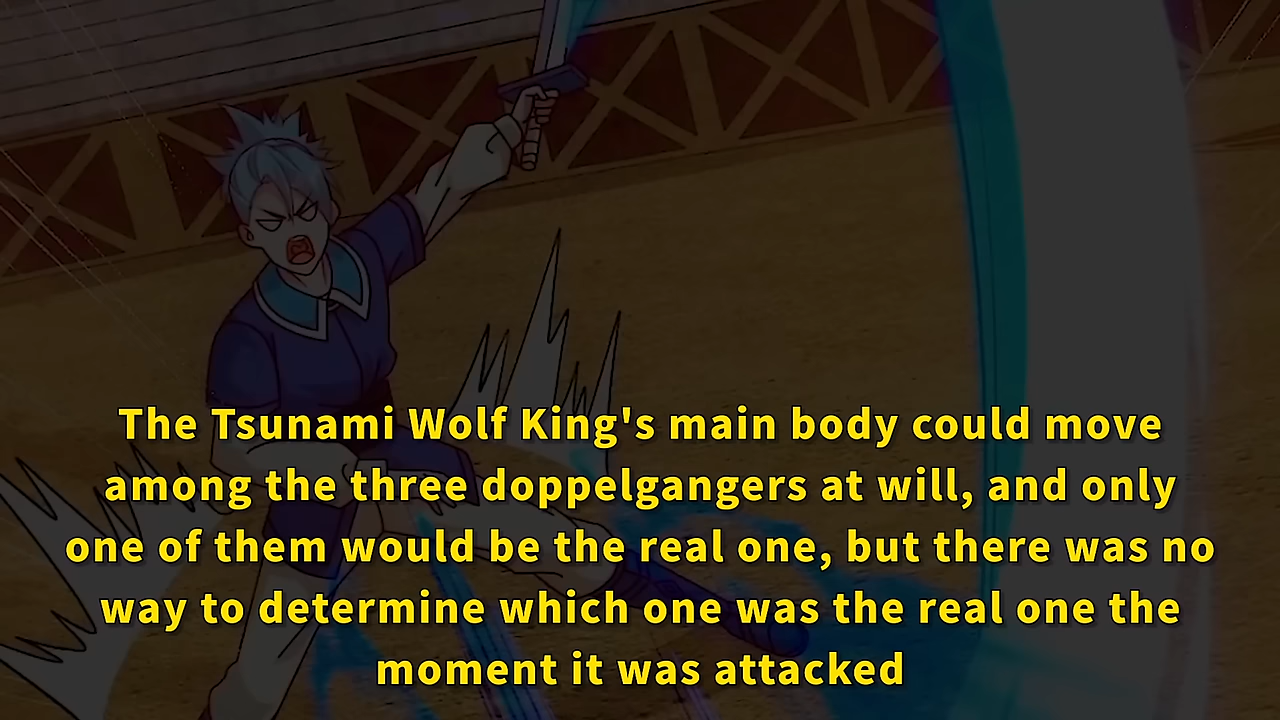 The Tsunami Wolf King's main body could move
among the three doppelgangers at will, and only
one of them would be the real one, but there was no
way to determine which one was the real one the
moment it was attacked